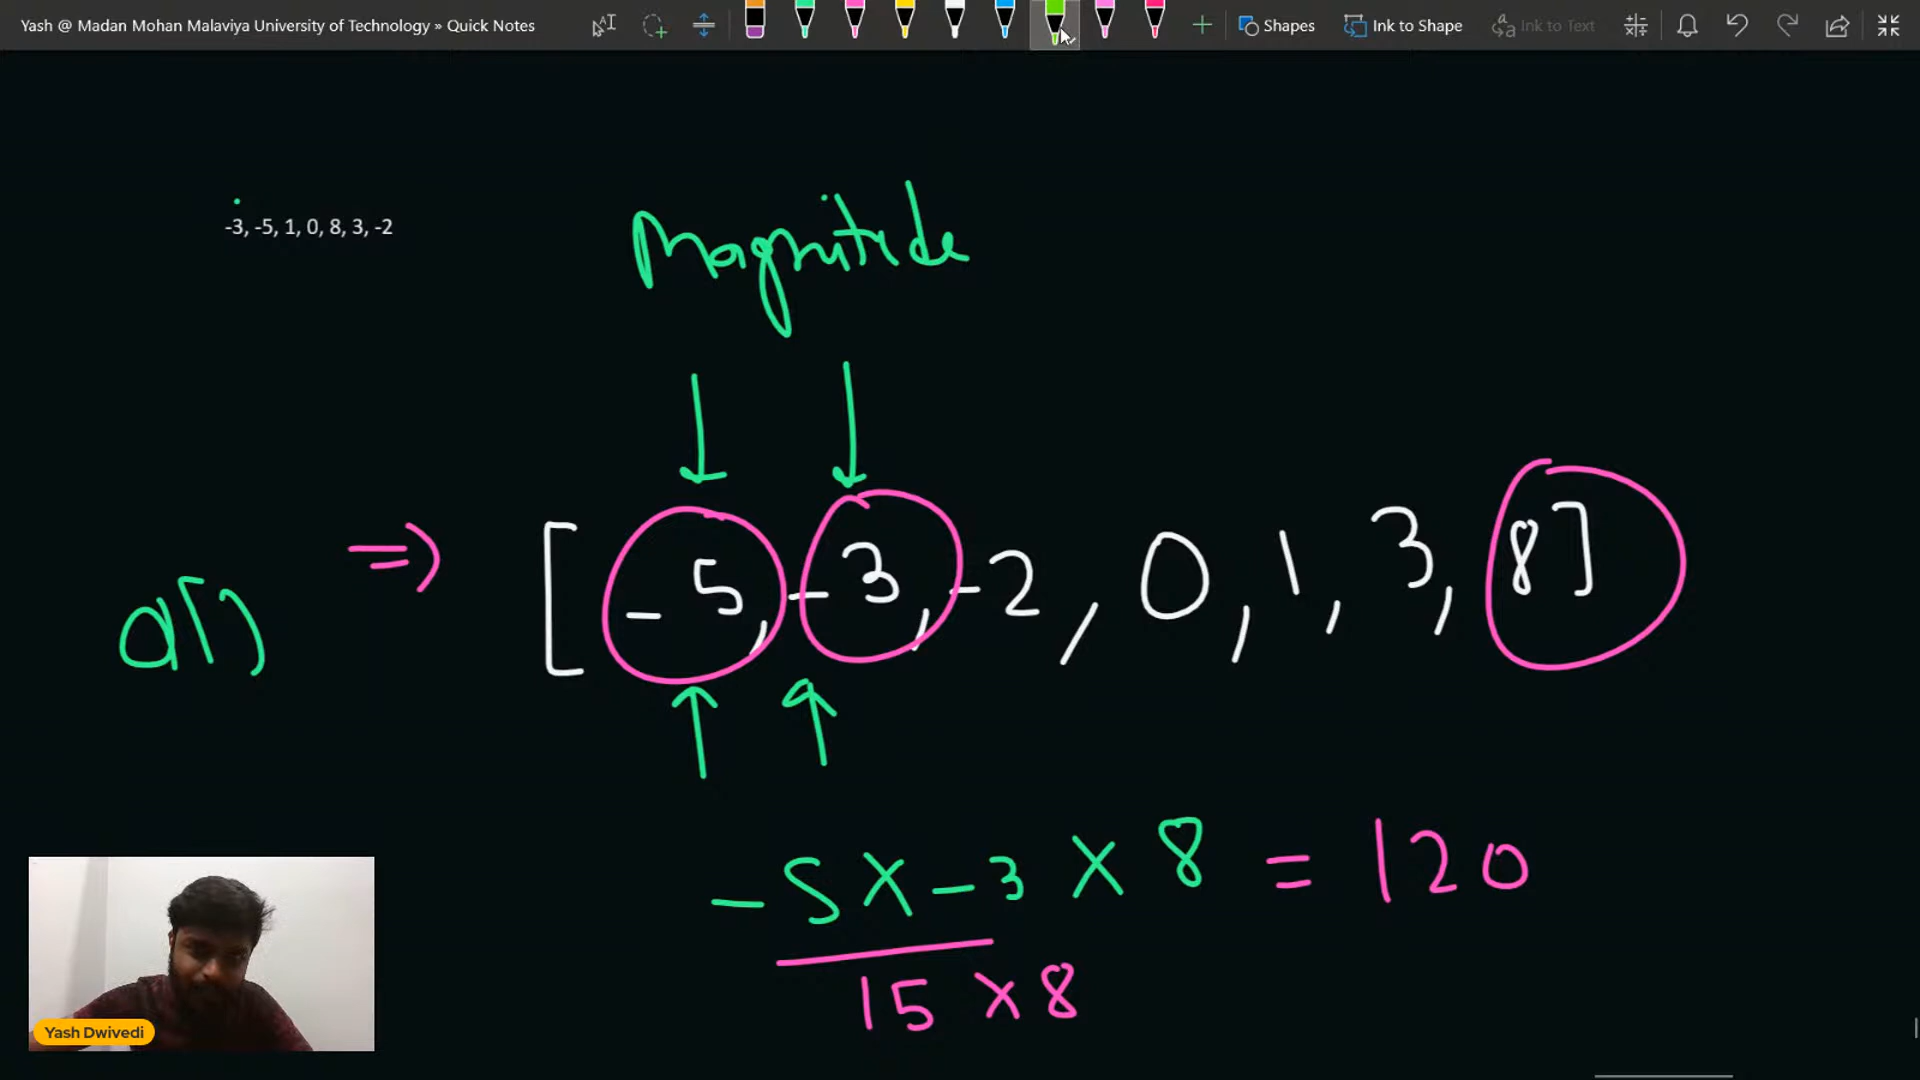 Yash @ Madan Mohan Malaviya University of Technology » Quick Notes
Shapes
Ink to Shape
Ink to Text
-3, -5, 1, 0, 8, 3, -2
Magnitude
a[] => [ -5, -3, -2, 0, 1, 3, 8]
-5 x -3 x 8 = 120
15 x 8
Yash Dwivedi